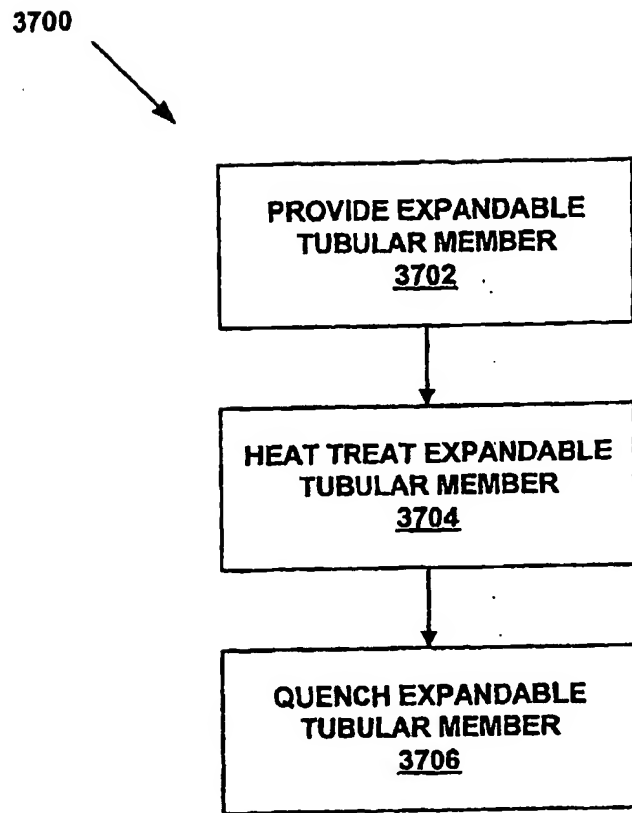 3700
PROVIDE EXPANDABLE
TUBULAR MEMBER
3702
HEAT TREAT EXPANDABLE
TUBULAR MEMBER
3704
QUENCH EXPANDABLE
TUBULAR MEMBER
3706